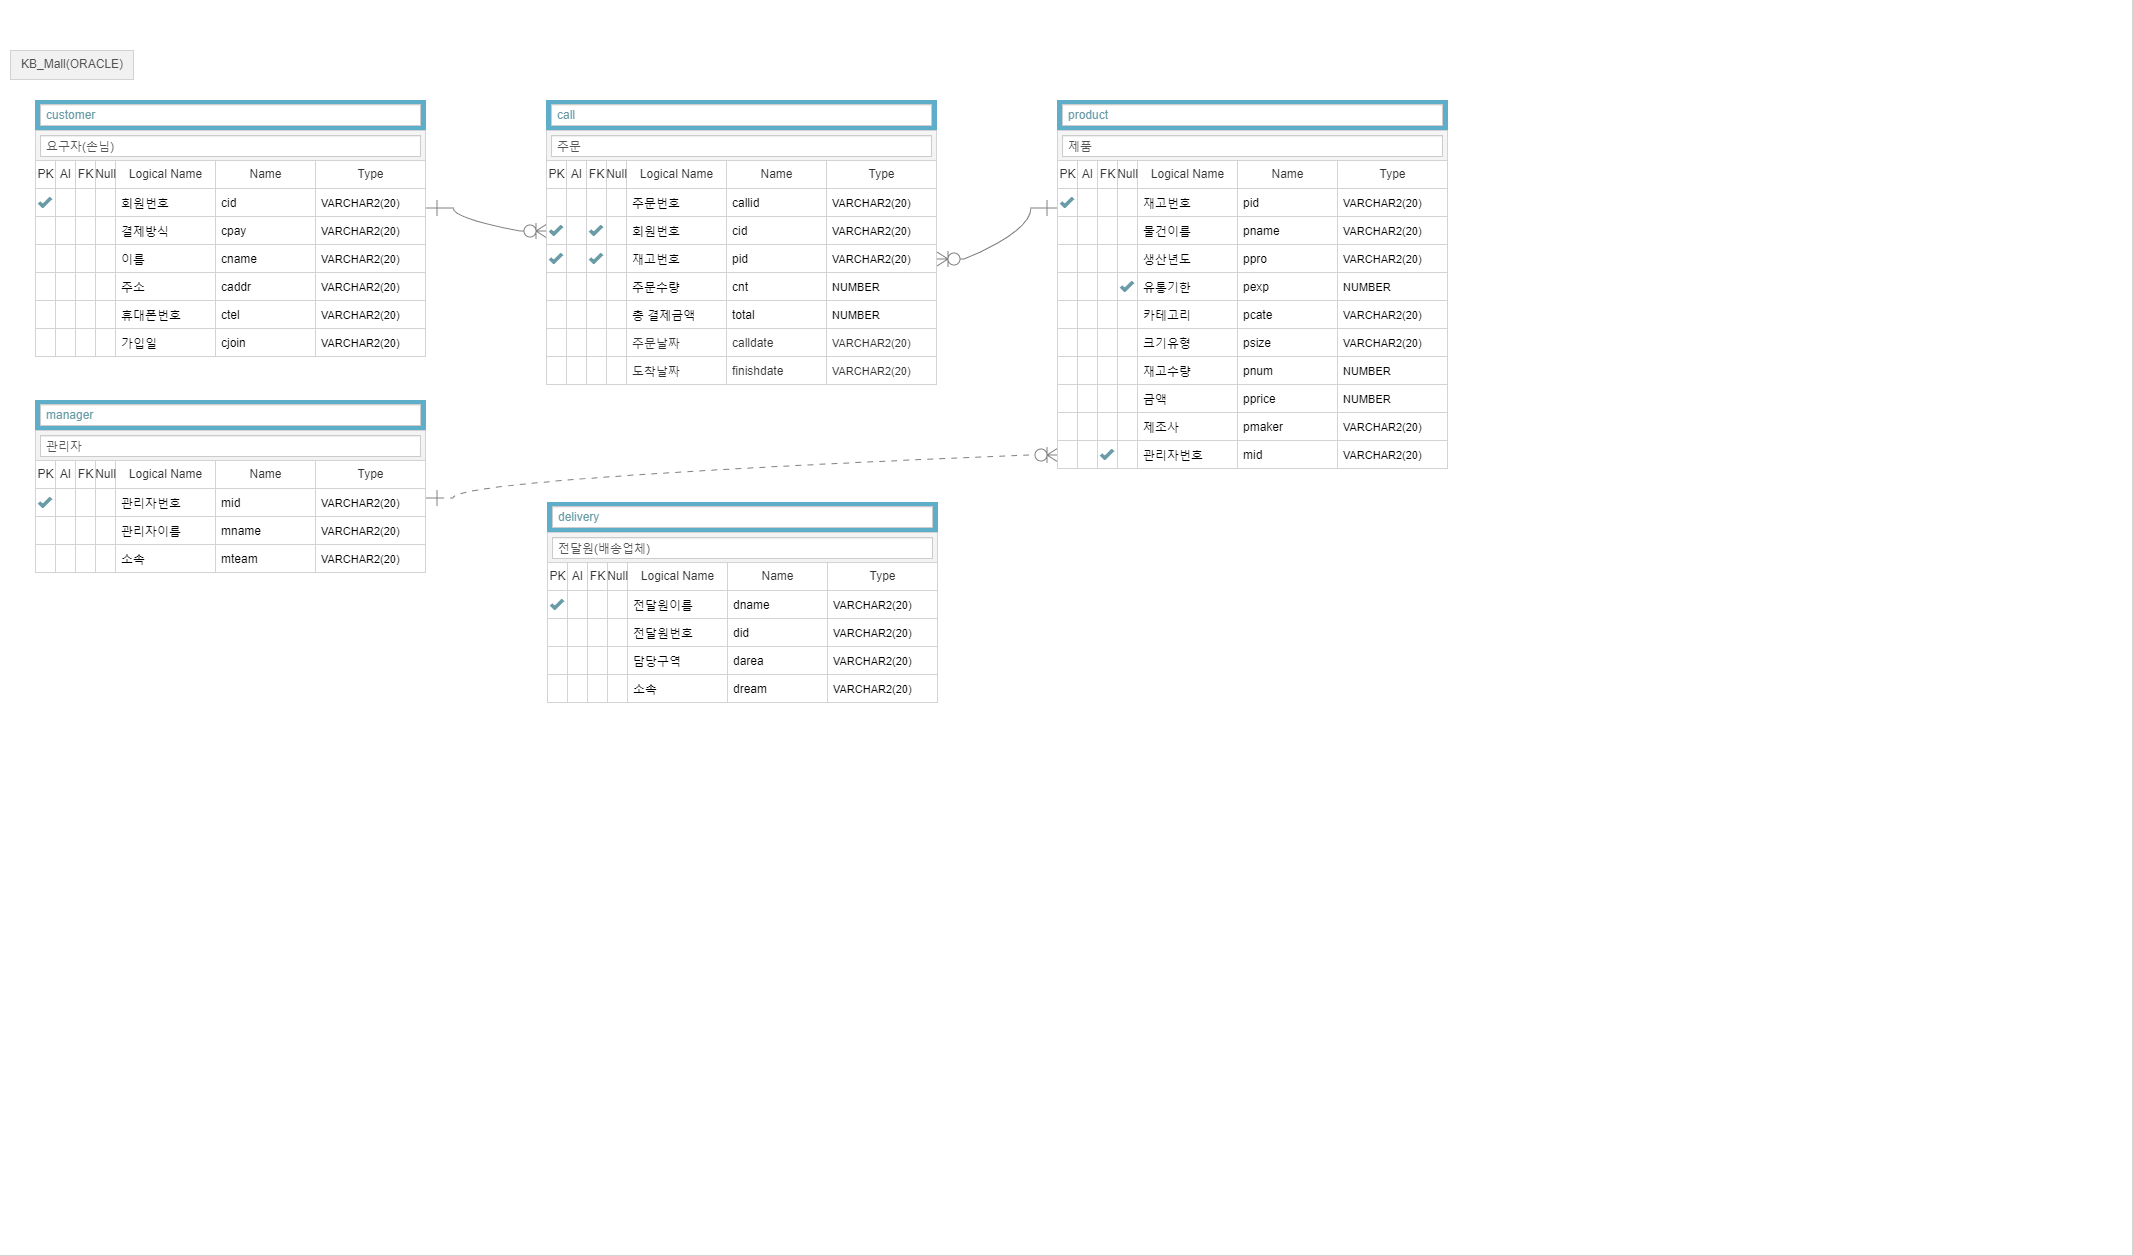 KB_Mall(ORACLE)
customer
요구자(손님)
PK AI FK Null Logical Name Name Type
회원번호 cid VARCHAR2(20)
결제방식 cpay VARCHAR2(20)
이름 cname VARCHAR2(20)
주소 caddr VARCHAR2(20)
휴대폰번호 ctel VARCHAR2(20)
가입일 cjoin VARCHAR2(20)
call
주문
PK AI FK Null Logical Name Name Type
주문번호 callid VARCHAR2(20)
회원번호 cid VARCHAR2(20)
재고번호 pid VARCHAR2(20)
주문수량 cnt NUMBER
총 결제금액 total NUMBER
주문날짜 calldate VARCHAR2(20)
도착날짜 finishdate VARCHAR2(20)
product
제품
PK AI FK Null Logical Name Name Type
재고번호 pid VARCHAR2(20)
물건이름 pname VARCHAR2(20)
생산년도 ppro VARCHAR2(20)
유통기한 pexp NUMBER
카테고리 pcate VARCHAR2(20)
크기유형 psize VARCHAR2(20)
재고수량 pnum NUMBER
금액 pprice NUMBER
제조사 pmaker VARCHAR2(20)
관리자번호 mid VARCHAR2(20)
manager
관리자
PK AI FK Null Logical Name Name Type
관리자번호 mid VARCHAR2(20)
관리자이름 mname VARCHAR2(20)
소속 mteam VARCHAR2(20)
delivery
전달원(배송업체)
PK AI FK Null Logical Name Name Type
전달원이름 dname VARCHAR2(20)
전달원번호 did VARCHAR2(20)
담당구역 darea VARCHAR2(20)
소속 dream VARCHAR2(20)